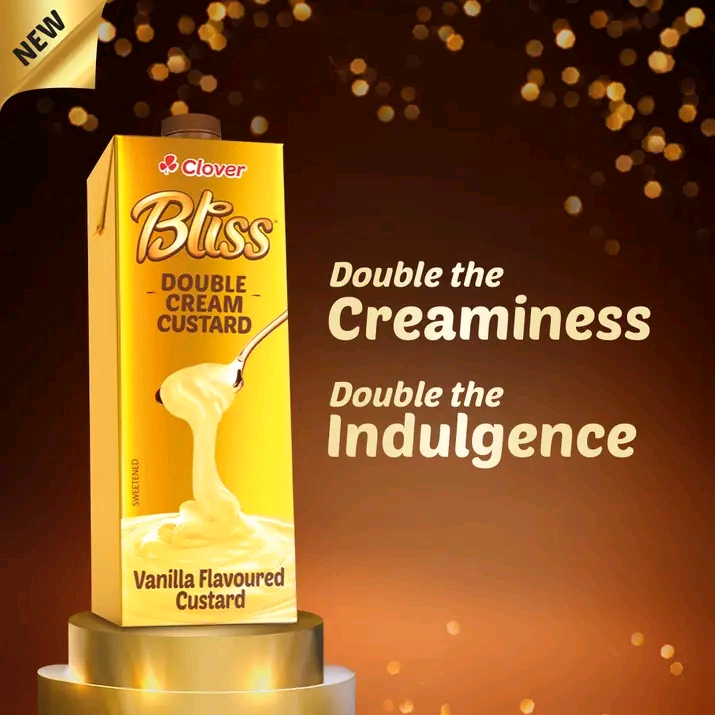 NEW
Clover
Bliss
DOUBLE
CREAM
CUSTARD
SWEETENED
Vanilla Flavoured
Custard
Double the
Creaminess
Double the
Indulgence